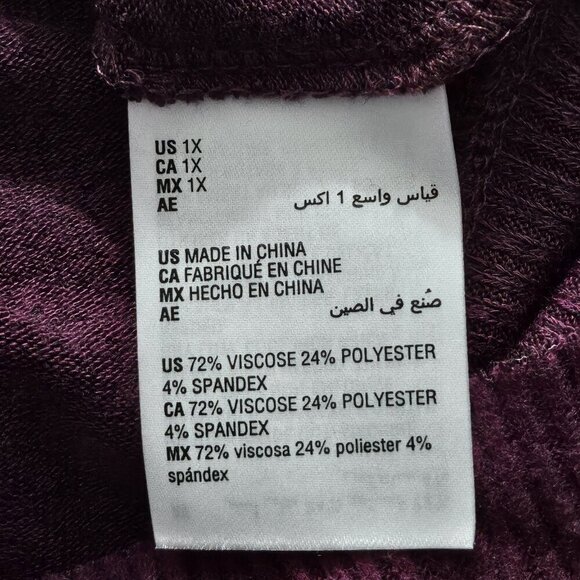 US 1X
CA 1X
MX 1X
AE قياس واسع 1 اكس
US MADE IN CHINA
CA FABRIQUÉ EN CHINE
MX HECHO EN CHINA
AE صُنع في الصين
US 72% VISCOSE 24% POLYESTER
4% SPANDEX
CA 72% VISCOSE 24% POLYESTER
4% SPANDEX
MX 72% viscosa 24% poliester 4%
spándex